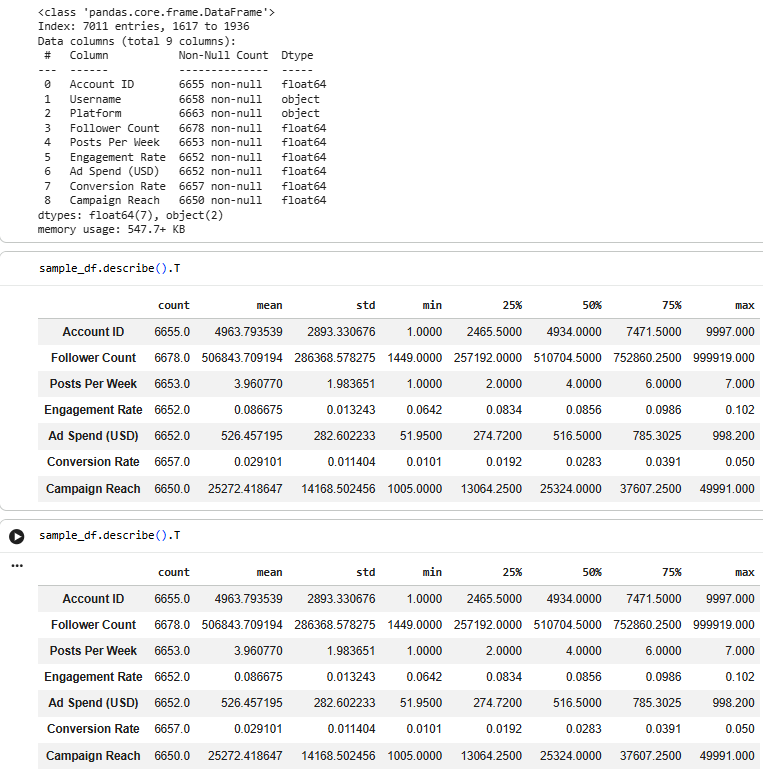 <class 'pandas.core.frame.DataFrame'>
Index: 7011 entries, 1617 to 1936
Data columns (total 9 columns):
 #   Column           Non-Null Count  Dtype
---  ------           --------------  -----
 0   Account ID       6655 non-null   float64
 1   Username         6658 non-null   object
 2   Platform         6663 non-null   object
 3   Follower Count   6678 non-null   float64
 4   Posts Per Week   6653 non-null   float64
 5   Engagement Rate  6652 non-null   float64
 6   Ad Spend (USD)   6652 non-null   float64
 7   Conversion Rate  6657 non-null   float64
 8   Campaign Reach   6650 non-null   float64
dtypes: float64(7), object(2)
memory usage: 547.7+ KB
sample_df.describe().T
count mean std min 25% 50% 75% max
Account ID 6655.0 4963.793539 2893.330676 1.0000 2465.5000 4934.0000 7471.5000 9997.000
Follower Count 6678.0 506843.709194 286368.578275 1449.0000 257192.0000 510704.5000 752860.2500 999919.000
Posts Per Week 6653.0 3.960770 1.983651 1.0000 2.0000 4.0000 6.0000 7.000
Engagement Rate 6652.0 0.086675 0.013243 0.0642 0.0834 0.0856 0.0986 0.102
Ad Spend (USD) 6652.0 526.457195 282.602233 51.9500 274.7200 516.5000 785.3025 998.200
Conversion Rate 6657.0 0.029101 0.011404 0.0101 0.0192 0.0283 0.0391 0.050
Campaign Reach 6650.0 25272.418647 14168.502456 1005.0000 13064.2500 25324.0000 37607.2500 49991.000
sample_df.describe().T
count mean std min 25% 50% 75% max
Account ID 6655.0 4963.793539 2893.330676 1.0000 2465.5000 4934.0000 7471.5000 9997.000
Follower Count 6678.0 506843.709194 286368.578275 1449.0000 257192.0000 510704.5000 752860.2500 999919.000
Posts Per Week 6653.0 3.960770 1.983651 1.0000 2.0000 4.0000 6.0000 7.000
Engagement Rate 6652.0 0.086675 0.013243 0.0642 0.0834 0.0856 0.0986 0.102
Ad Spend (USD) 6652.0 526.457195 282.602233 51.9500 274.7200 516.5000 785.3025 998.200
Conversion Rate 6657.0 0.029101 0.011404 0.0101 0.0192 0.0283 0.0391 0.050
Campaign Reach 6650.0 25272.418647 14168.502456 1005.0000 13064.2500 25324.0000 37607.2500 49991.000